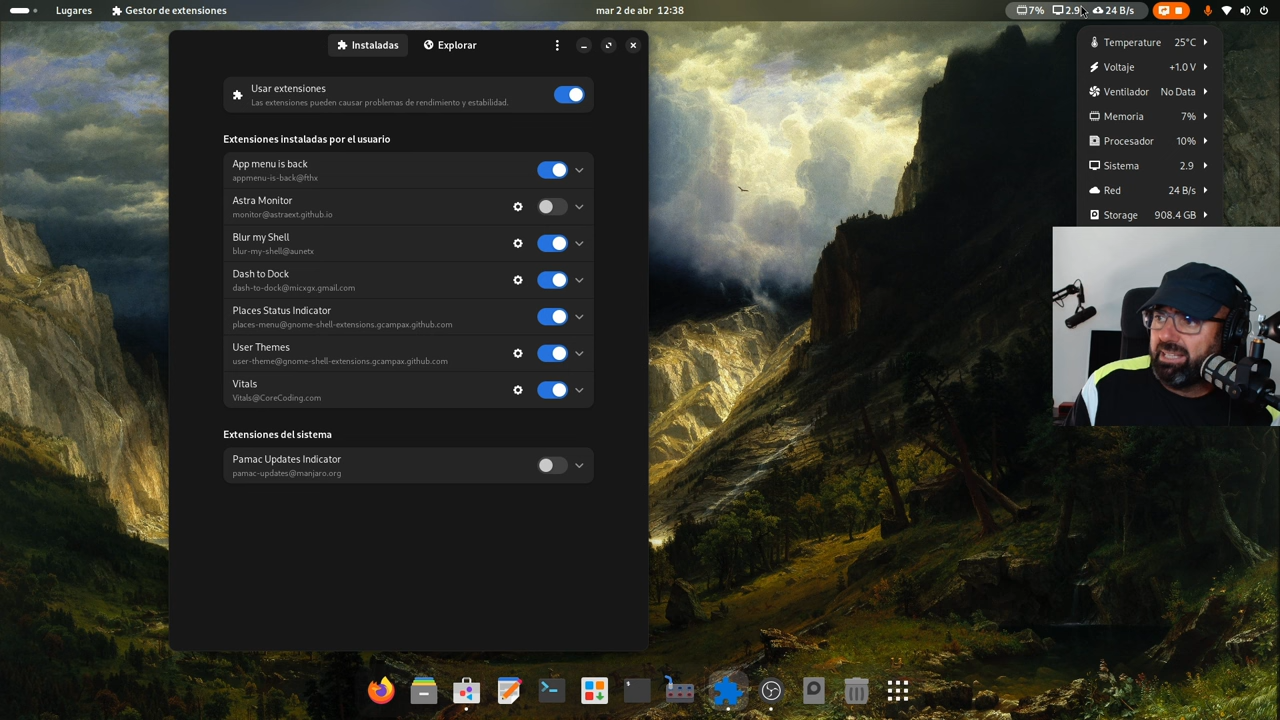 Lugares
Gestor de extensiones
mar 2 de abr 12:38
7%
2.9
24 B/s
Instaladas
Explorar
Usar extensiones
Las extensiones pueden causar problemas de rendimiento y estabilidad.
Extensiones instaladas por el usuario
App menu is back
appmenu-is-back@fthx
Astra Monitor
monitor@astraext.github.io
Blur my Shell
blur-my-shell@aunetx
Dash to Dock
dash-to-dock@micxgx.gmail.com
Places Status Indicator
places-menu@gnome-shell-extensions.gcampax.github.com
User Themes
user-theme@gnome-shell-extensions.gcampax.github.com
Vitals
Vitals@CoreCoding.com
Extensiones del sistema
Pamac Updates Indicator
pamac-updates@manjaro.org
Temperature 25°C
Voltaje +1.0 V
Ventilador No Data
Memoria 7%
Procesador 10%
Sistema 2.9
Red 24 B/s
Storage 908.4 GB